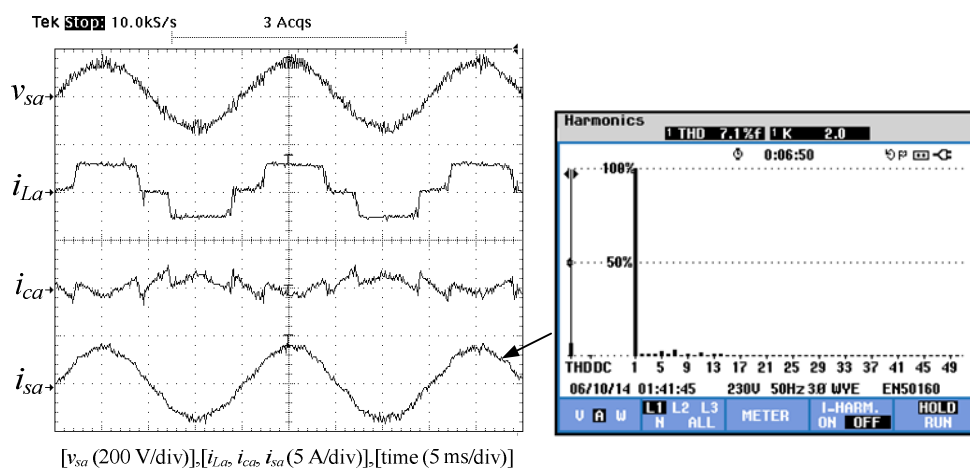 Tek Stop: 10.0kS/s 3 Acqs
vsa
iLa
ica
isa
[vsa (200 V/div)],[iLa, ica, isa (5 A/div)],[time (5 ms/div)]
Harmonics
1 THD 7.1%f 1 K 2.0
0:06:50
100%
50%
THDDC 1 5 9 13 17 21 25 29 33 37 41 45 49
06/10/14 01:41:45 230V 50Hz 3Ø WYE EN50160
V A W L1 L2 L3 METER I-HARM. HOLD
N ALL ON OFF RUN